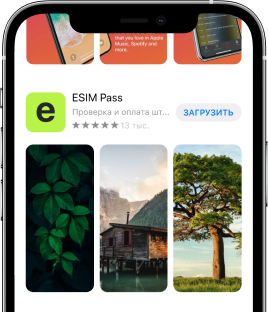 that you love in Apple
Music, Spotify and
more.
e
ESIM Pass
Проверка и оплата шт...
ЗАГРУЗИТЬ
13 тыс.